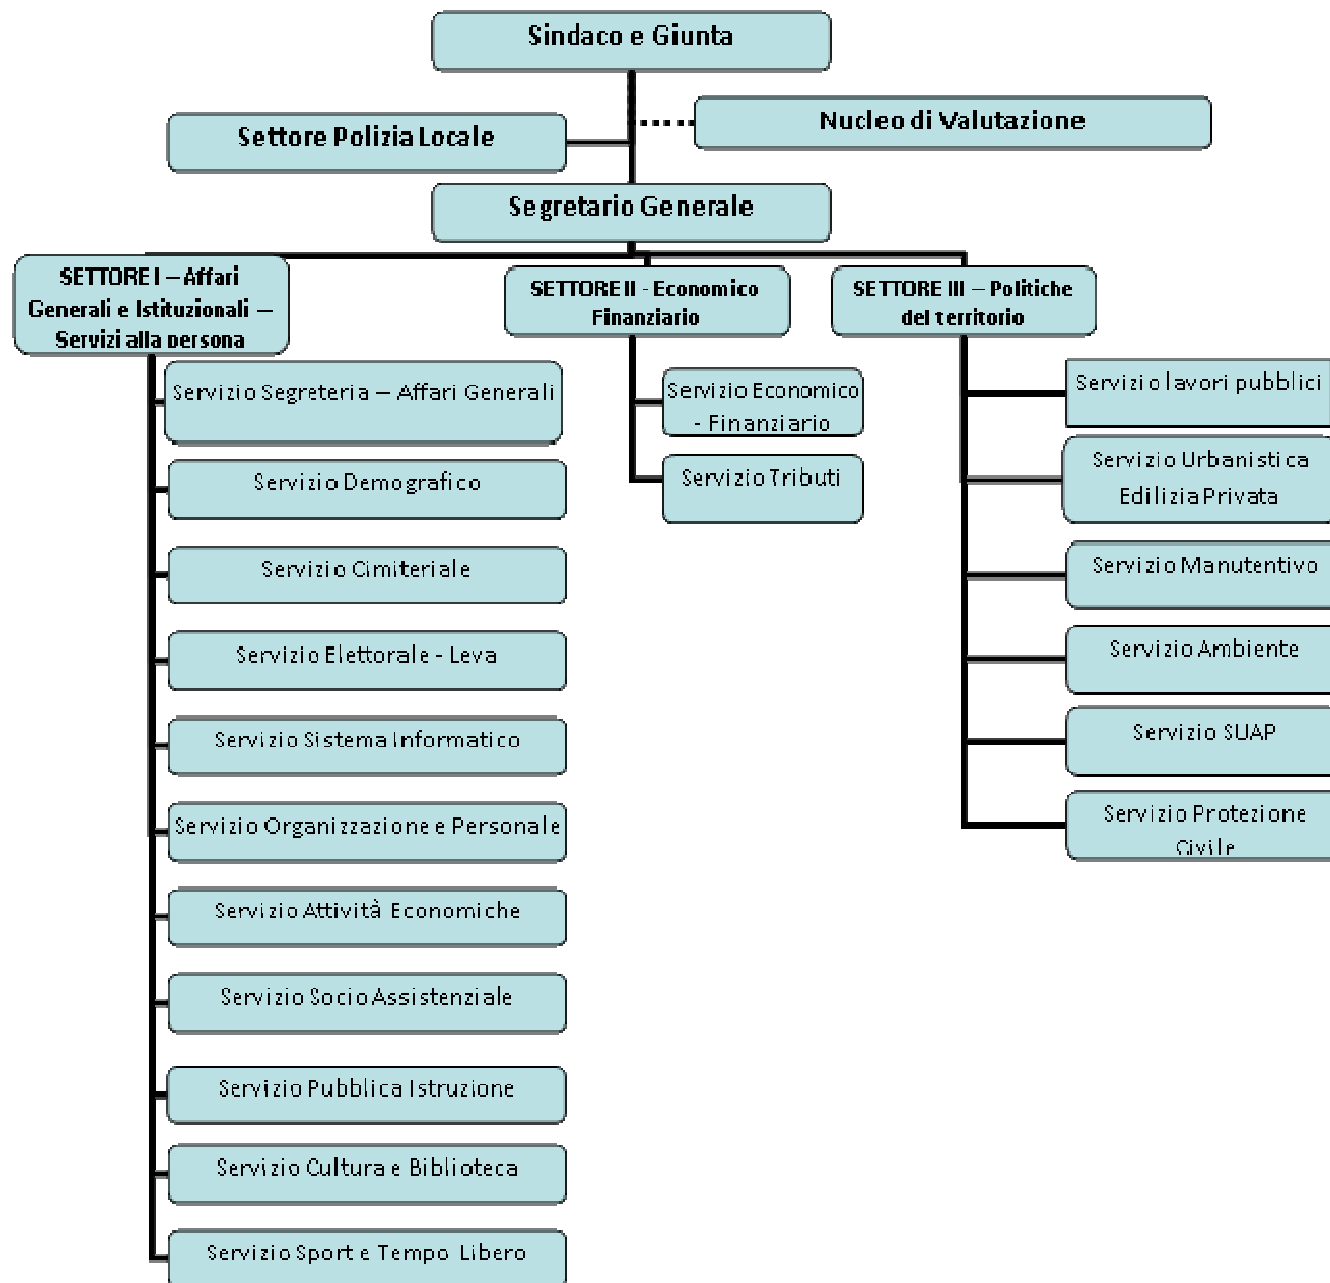 Sindaco e Giunta
Nucleo di Valutazione
Settore Polizia Locale
Segretario Generale
SETTORE I – Affari
Generali e Istituzionali –
Servizi alla persona
SETTORE II - Economico
Finanziario
SETTORE III – Politiche
del territorio
Servizio Segreteria – Affari Generali
Servizio Demografico
Servizio Cimiteriale
Servizio Elettorale - Leva
Servizio Sistema Informatico
Servizio Organizzazione e Personale
Servizio Attività Economiche
Servizio Socio Assistenziale
Servizio Pubblica Istruzione
Servizio Cultura e Biblioteca
Servizio Sport e Tempo Libero
Servizio Economico
- Finanziario
Servizio Tributi
Servizio lavori pubblici
Servizio Urbanistica
Edilizia Privata
Servizio Manutentivo
Servizio Ambiente
Servizio SUAP
Servizio Protezione
Civile